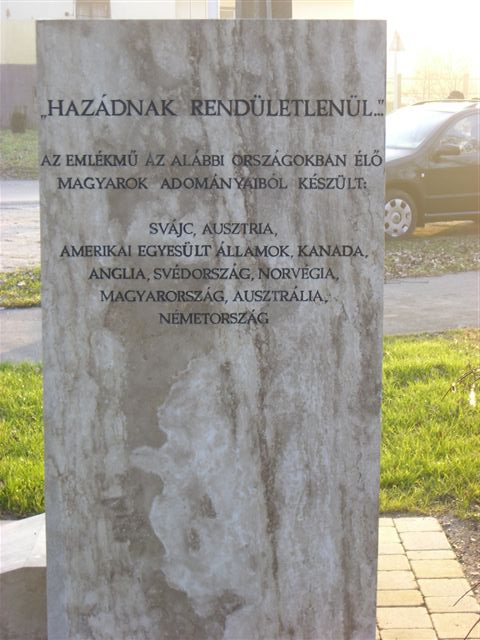 „HAZÁDNAK RENDÜLETLENÜL..."
AZ EMLÉKMŰ AZ ALÁBBI ORSZÁGOKBAN ÉLŐ
MAGYAROK ADOMÁNYAIBÓL KÉSZÜLT:
SVÁJC, AUSZTRIA,
AMERIKAI EGYESÜLT ÁLLAMOK, KANADA,
ANGLIA, SVÉDORSZÁG, NORVÉGIA,
MAGYARORSZÁG, AUSZTRÁLIA,
NÉMETORSZÁG